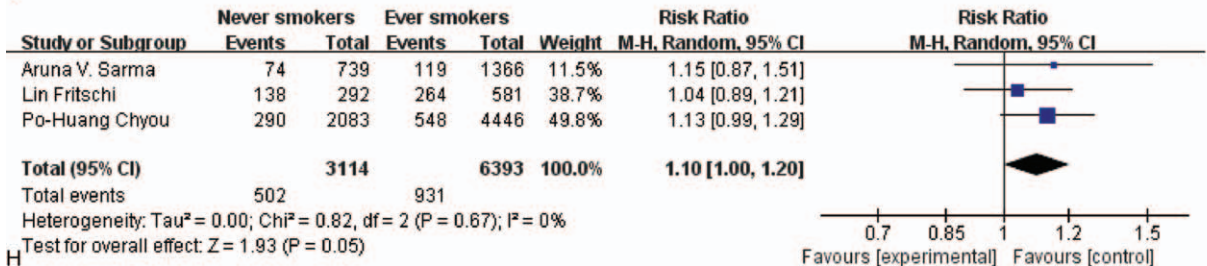 Never smokers Ever smokers Risk Ratio Risk Ratio
Study or Subgroup Events Total Events Total Weight M-H, Random, 95% CI M-H, Random, 95% CI
Aruna V. Sarma 74 739 119 1366 11.5% 1.15 [0.87, 1.51]
Lin Fritschi 138 292 264 581 38.7% 1.04 [0.89, 1.21]
Po-Huang Chyou 290 2083 548 4446 49.8% 1.13 [0.99, 1.29]
Total (95% CI) 3114 6393 100.0% 1.10 [1.00, 1.20]
Total events 502 931
Heterogeneity: Tau² = 0.00; Chi² = 0.82, df = 2 (P = 0.67); I² = 0%
0.7 0.85 1 1.2 1.5
Test for overall effect: Z = 1.93 (P = 0.05)
Favours [experimental] Favours [control]
H